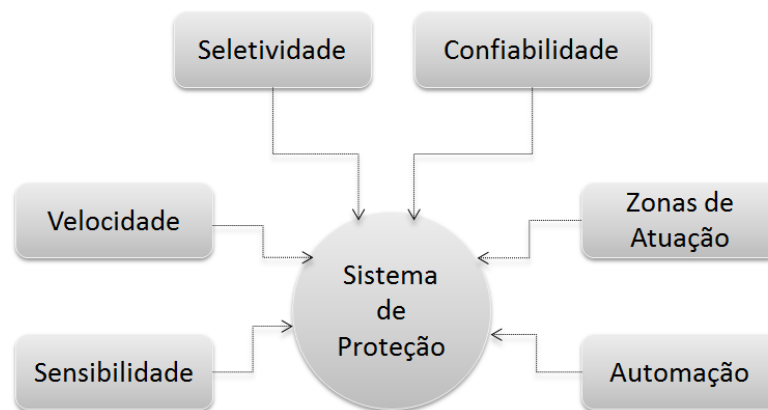 Seletividade
Confiabilidade
Velocidade
Zonas de
Atuação
Sistema
de
Proteção
Sensibilidade
Automação